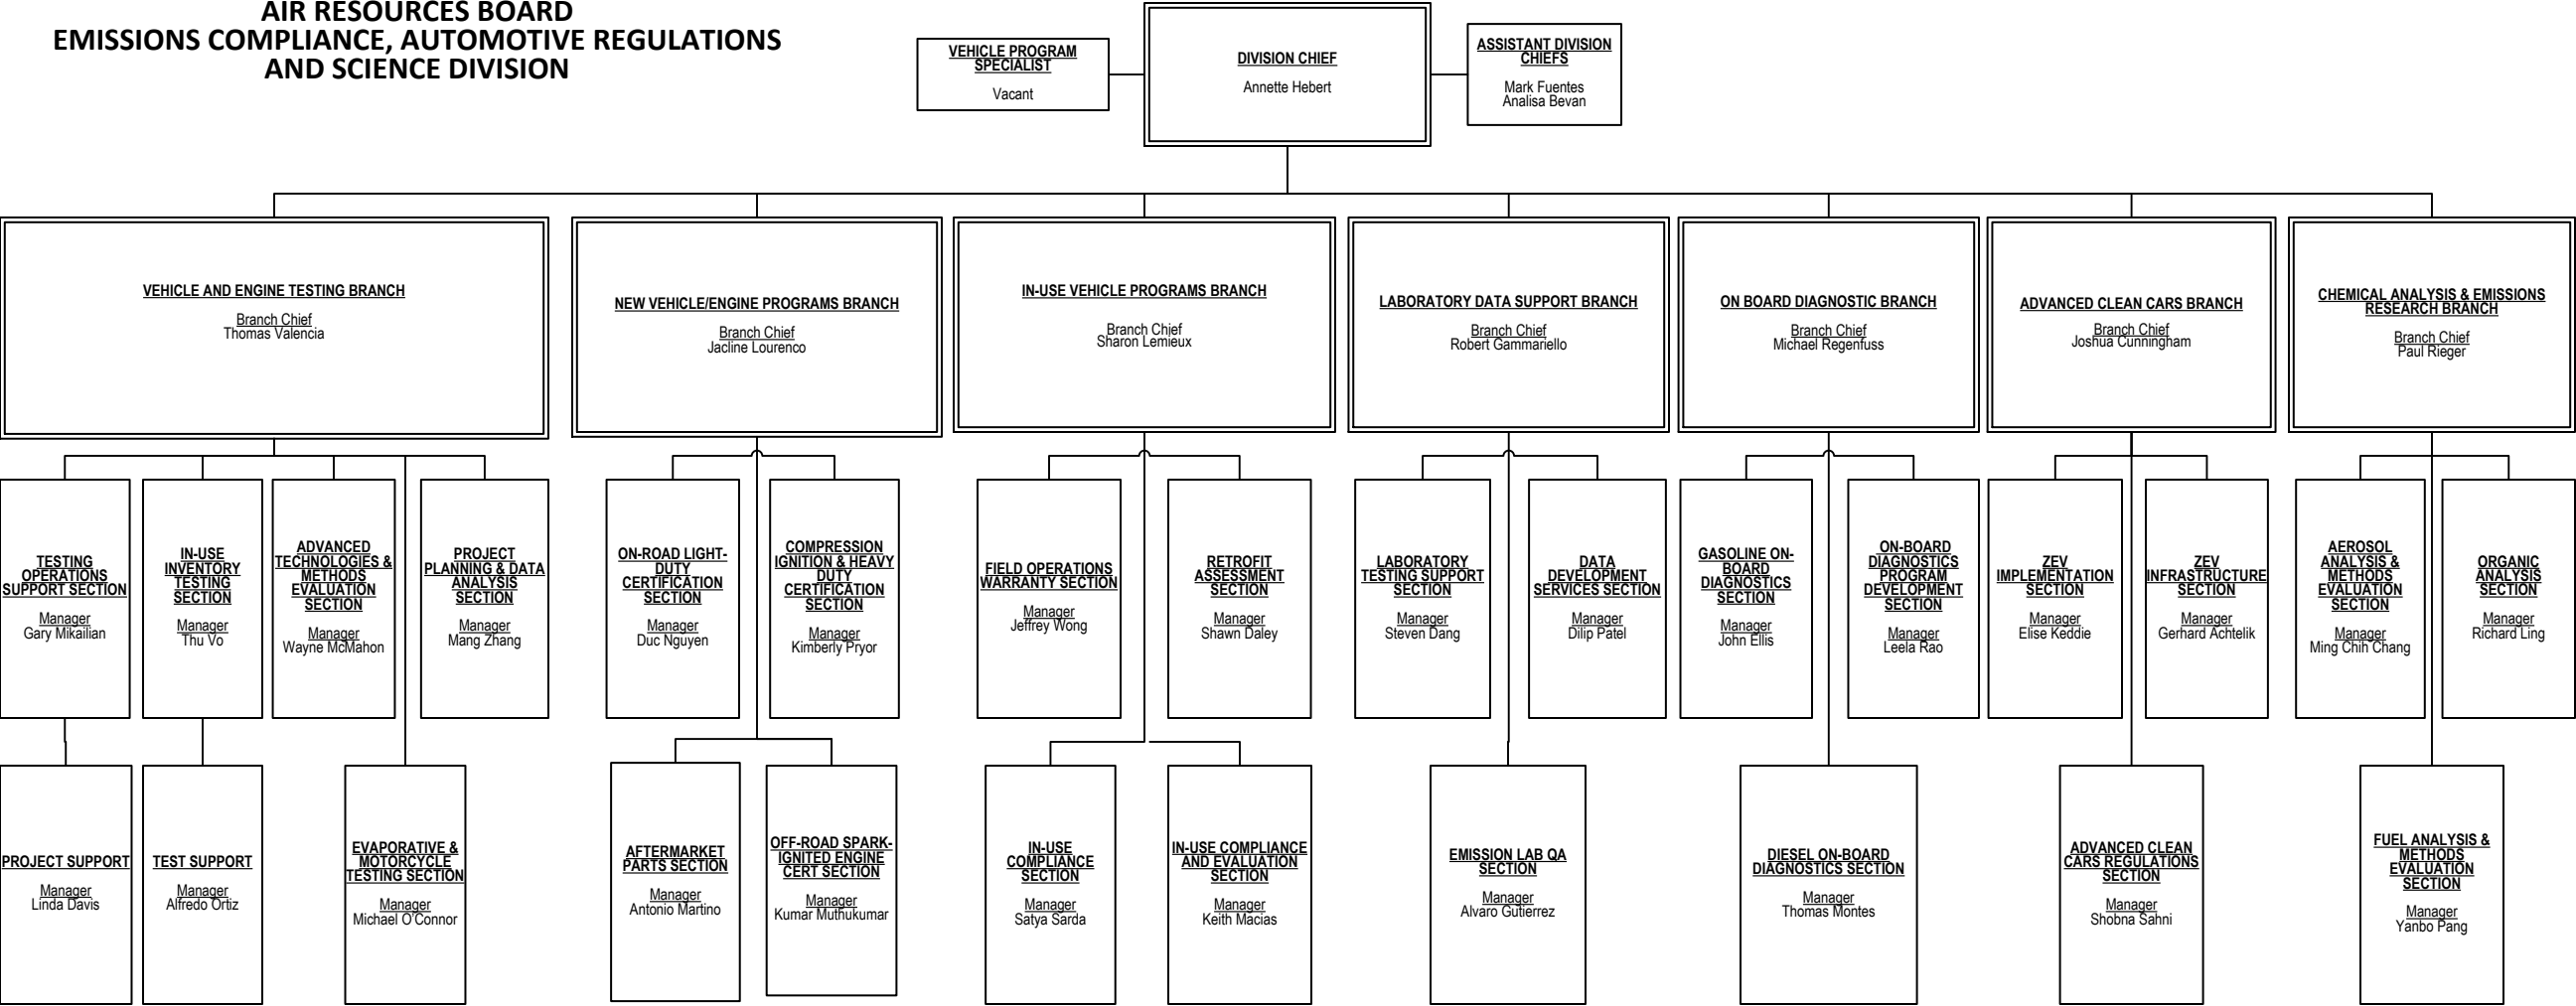 AIR RESOURCES BOARD
EMISSIONS COMPLIANCE, AUTOMOTIVE REGULATIONS
AND SCIENCE DIVISION
VEHICLE PROGRAM
SPECIALIST
Vacant
DIVISION CHIEF
Annette Hebert
ASSISTANT DIVISION
CHIEFS
Mark Fuentes
Analisa Bevan
VEHICLE AND ENGINE TESTING BRANCH
Branch Chief
Thomas Valencia
NEW VEHICLE/ENGINE PROGRAMS BRANCH
Branch Chief
Jacline Lourenco
IN-USE VEHICLE PROGRAMS BRANCH
Branch Chief
Sharon Lemieux
LABORATORY DATA SUPPORT BRANCH
Branch Chief
Robert Gammariello
ON BOARD DIAGNOSTIC BRANCH
Branch Chief
Michael Regenfuss
ADVANCED CLEAN CARS BRANCH
Branch Chief
Joshua Cunningham
CHEMICAL ANALYSIS & EMISSIONS
RESEARCH BRANCH
Branch Chief
Paul Rieger
TESTING
OPERATIONS
SUPPORT SECTION
Manager
Gary Mikailian
IN-USE
INVENTORY
TESTING
SECTION
Manager
Thu Vo
ADVANCED
TECHNOLOGIES &
METHODS
EVALUATION
SECTION
Manager
Wayne McMahon
PROJECT
PLANNING & DATA
ANALYSIS
SECTION
Manager
Mang Zhang
ON-ROAD LIGHT-
DUTY
CERTIFICATION
SECTION
Manager
Duc Nguyen
COMPRESSION
IGNITION & HEAVY
DUTY
CERTIFICATION
SECTION
Manager
Kimberly Pryor
FIELD OPERATIONS
WARRANTY SECTION
Manager
Jeffrey Wong
RETROFIT
ASSESSMENT
SECTION
Manager
Shawn Daley
LABORATORY
TESTING SUPPORT
SECTION
Manager
Steven Dang
DATA
DEVELOPMENT
SERVICES SECTION
Manager
Dilip Patel
GASOLINE ON-
BOARD
DIAGNOSTICS
SECTION
Manager
John Ellis
ON-BOARD
DIAGNOSTICS
PROGRAM
DEVELOPMENT
SECTION
Manager
Leela Rao
ZEV
IMPLEMENTATION
SECTION
Manager
Elise Keddie
ZEV
INFRASTRUCTURE
SECTION
Manager
Gerhard Achtelik
AEROSOL
ANALYSIS &
METHODS
EVALUATION
SECTION
Manager
Ming Chih Chang
ORGANIC
ANALYSIS
SECTION
Manager
Richard Ling
PROJECT SUPPORT
Manager
Linda Davis
TEST SUPPORT
Manager
Alfredo Ortiz
EVAPORATIVE &
MOTORCYCLE
TESTING SECTION
Manager
Michael O'Connor
AFTERMARKET
PARTS SECTION
Manager
Antonio Martino
OFF-ROAD SPARK-
IGNITED ENGINE
CERT SECTION
Manager
Kumar Muthukumar
IN-USE
COMPLIANCE
SECTION
Manager
Satya Sarda
IN-USE COMPLIANCE
AND EVALUATION
SECTION
Manager
Keith Macias
EMISSION LAB QA
SECTION
Manager
Alvaro Gutierrez
DIESEL ON-BOARD
DIAGNOSTICS SECTION
Manager
Thomas Montes
ADVANCED CLEAN
CARS REGULATIONS
SECTION
Manager
Shobna Sahni
FUEL ANALYSIS &
METHODS
EVALUATION
SECTION
Manager
Yanbo Pang